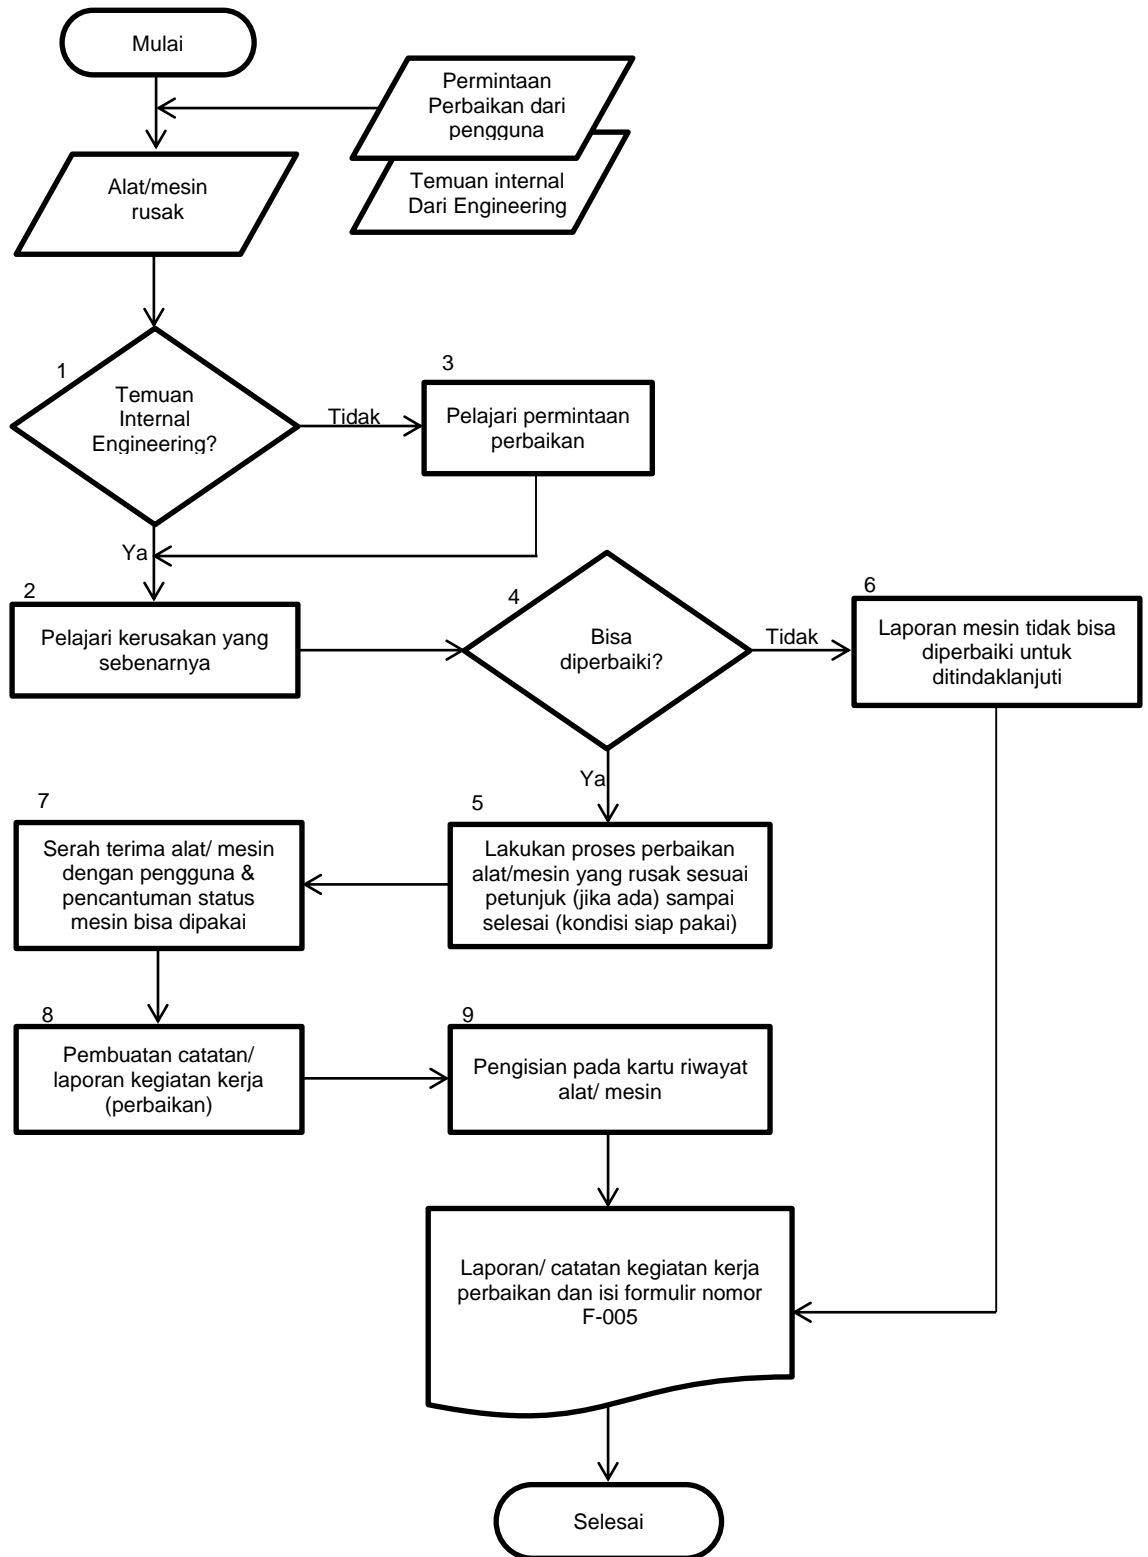 Mulai
Permintaan
Perbaikan dari
pengguna
Alat/mesin
rusak
Temuan internal
Dari Engineering
1
Temuan
Internal
Engineering?
Tidak
3
Pelajari permintaan
perbaikan
Ya
2
Pelajari kerusakan yang
sebenarnya
4
Bisa
diperbaiki?
Tidak
6
Laporan mesin tidak bisa
diperbaiki untuk
ditindaklanjuti
Ya
5
Lakukan proses perbaikan
alat/mesin yang rusak sesuai
petunjuk (jika ada) sampai
selesai (kondisi siap pakai)
7
Serah terima alat/ mesin
dengan pengguna &
pencantuman status
mesin bisa dipakai
8
Pembuatan catatan/
laporan kegiatan kerja
(perbaikan)
9
Pengisian pada kartu riwayat
alat/ mesin
Laporan/ catatan kegiatan kerja
perbaikan dan isi formulir nomor
F-005
Selesai